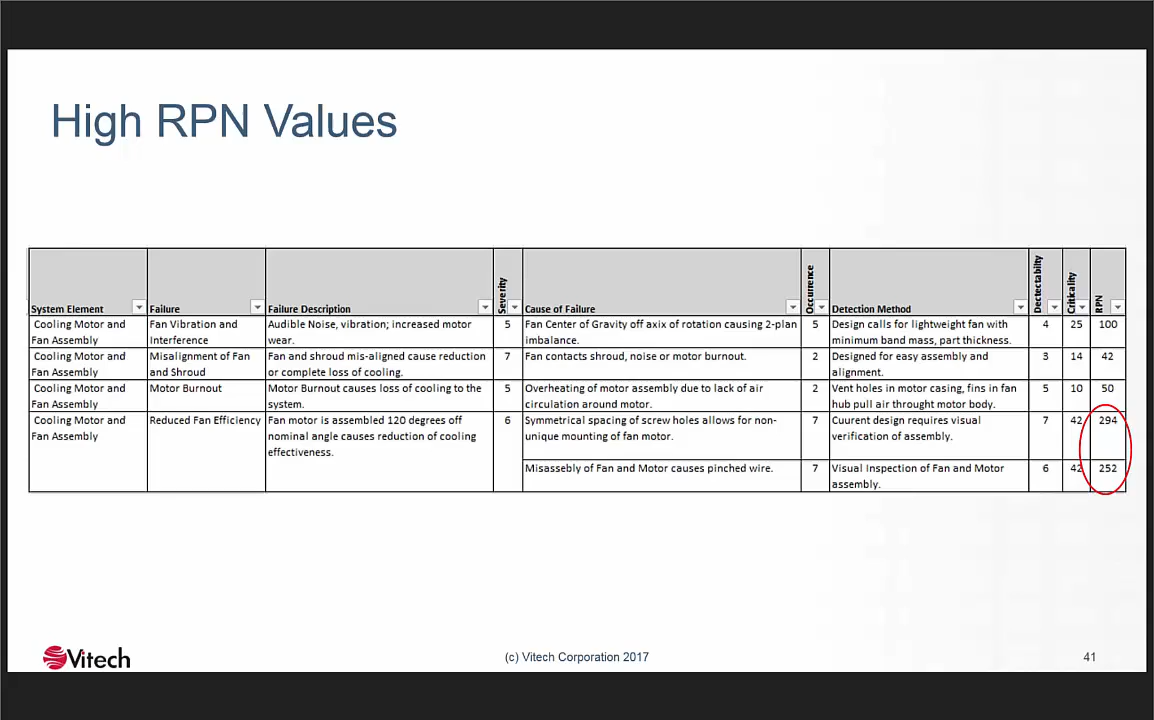 High RPN Values
System Element
Failure
Failure Description
Severity
Cause of Failure
Occurrence
Detection Method
Dectectabilty
Criticality
RPN
Cooling Motor and
Fan Assembly
Fan Vibration and
Interference
Audible Noise, vibration; increased motor
wear.
5
Fan Center of Gravity off axix of rotation causing 2-plan
imbalance.
5
Design calls for lightweight fan with
minimum band mass, part thickness.
4
25
100
Cooling Motor and
Fan Assembly
Misalignment of Fan
and Shroud
Fan and shroud mis-aligned cause reduction
or complete loss of cooling.
7
Fan contacts shroud, noise or motor burnout.
2
Designed for easy assembly and
alignment.
3
14
42
Cooling Motor and
Fan Assembly
Motor Burnout
Motor Burnout causes loss of cooling to the
system.
5
Overheating of motor assembly due to lack of air
circulation around motor.
2
Vent holes in motor casing, fins in fan
hub pull air throught motor body.
5
10
50
Cooling Motor and
Fan Assembly
Reduced Fan Efficiency
Fan motor is assembled 120 degrees off
nominal angle causes reduction of cooling
effectiveness.
6
Symmetrical spacing of screw holes allows for non-
unique mounting of fan motor.
7
Cuurent design requires visual
verification of assembly.
7
42
294
Misassebly of Fan and Motor causes pinched wire.
7
Visual Inspection of Fan and Motor
assembly.
6
42
252
Vitech
(c) Vitech Corporation 2017
41